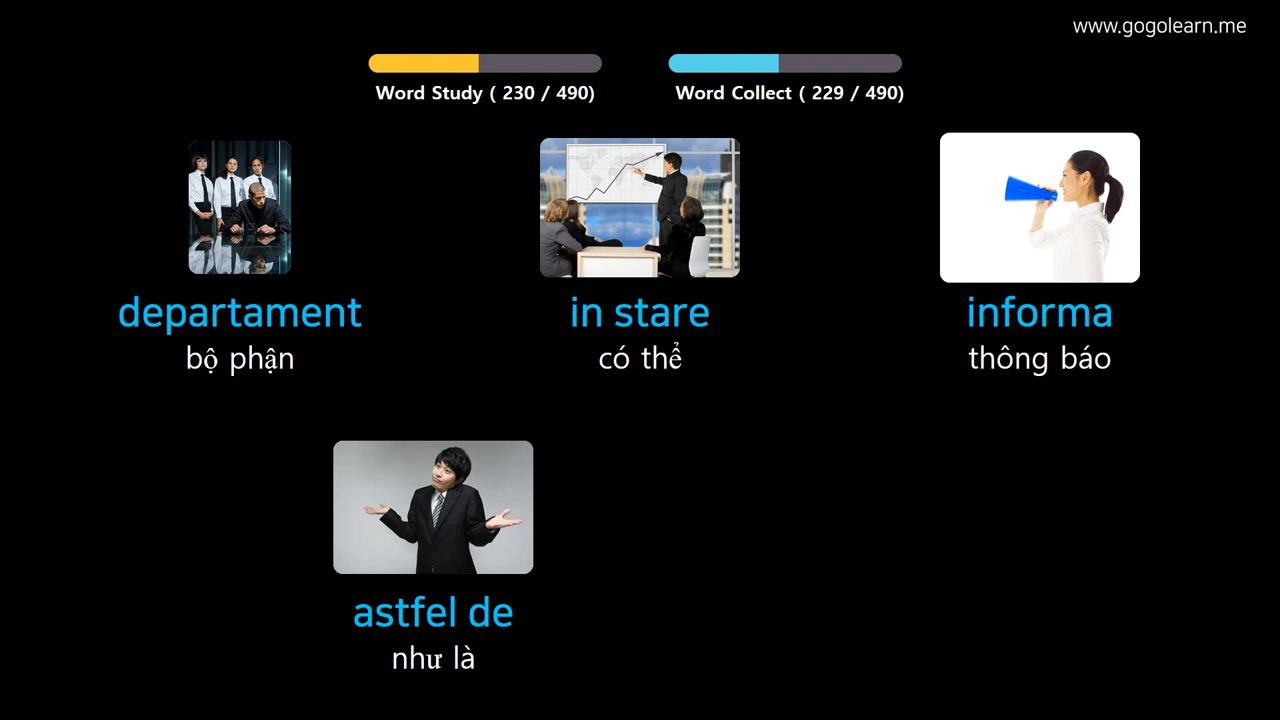 www.gogolearn.me
Word Study ( 230 / 490)
Word Collect ( 229 / 490)
departament
bộ phận
in stare
có thể
informa
thông báo
astfel de
như là